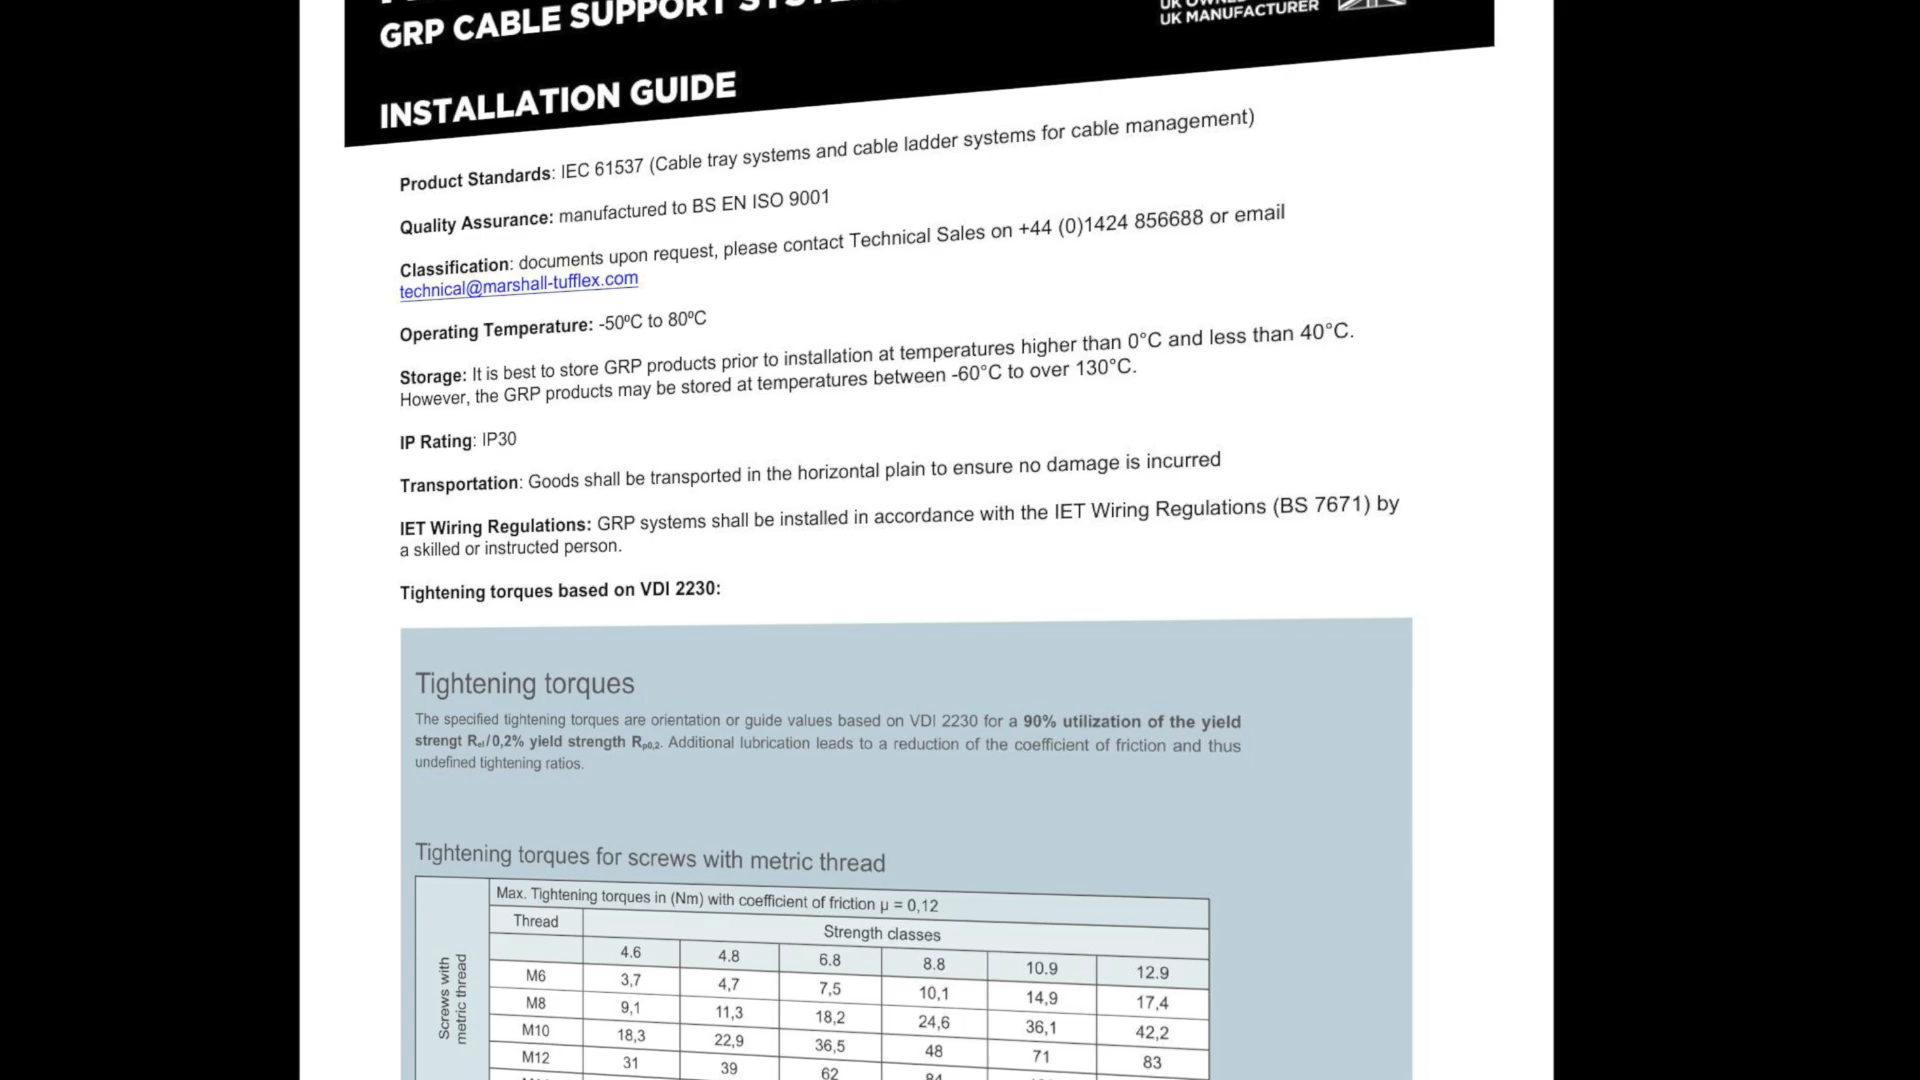 GRP CABLE SUPPORT
UK MANUFACTURER
INSTALLATION GUIDE
Product Standards: IEC 61537 (Cable tray systems and cable ladder systems for cable management)
Quality Assurance: manufactured to BS EN ISO 9001
Classification: documents upon request, please contact Technical Sales on +44 (0)1424 856688 or email
technical@marshall-tufflex.com
Operating Temperature: -50ºC to 80ºC
Storage: It is best to store GRP products prior to installation at temperatures higher than 0°C and less than 40°C.
However, the GRP products may be stored at temperatures between -60°C to over 130°C.
IP Rating: IP30
Transportation: Goods shall be transported in the horizontal plain to ensure no damage is incurred
IET Wiring Regulations: GRP systems shall be installed in accordance with the IET Wiring Regulations (BS 7671) by
a skilled or instructed person.
Tightening torques based on VDI 2230:
Tightening torques
The specified tightening torques are orientation or guide values based on VDI 2230 for a 90% utilization of the yield
strengt Rel/0,2% yield strength Rp0,2. Additional lubrication leads to a reduction of the coefficient of friction and thus
undefined tightening ratios.
Tightening torques for screws with metric thread
Screws with
metric thread
Max. Tightening torques in (Nm) with coefficient of friction µ = 0,12
Thread Strength classes
4.6 4.8 6.8 8.8 10.9 12.9
M6 3,7 4,7 7,5 10,1 14,9 17,4
M8 9,1 11,3 18,2 24,6 36,1 42,2
M10 18,3 22,9 36,5 48 71 83
M12 31 39 62 84